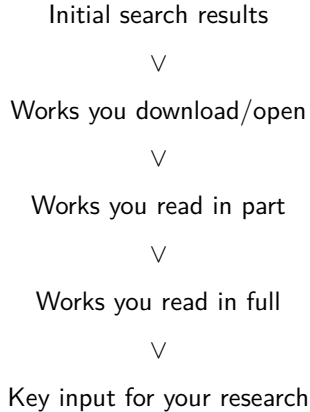 Initial search results
∨
Works you download/open
∨
Works you read in part
∨
Works you read in full
∨
Key input for your research